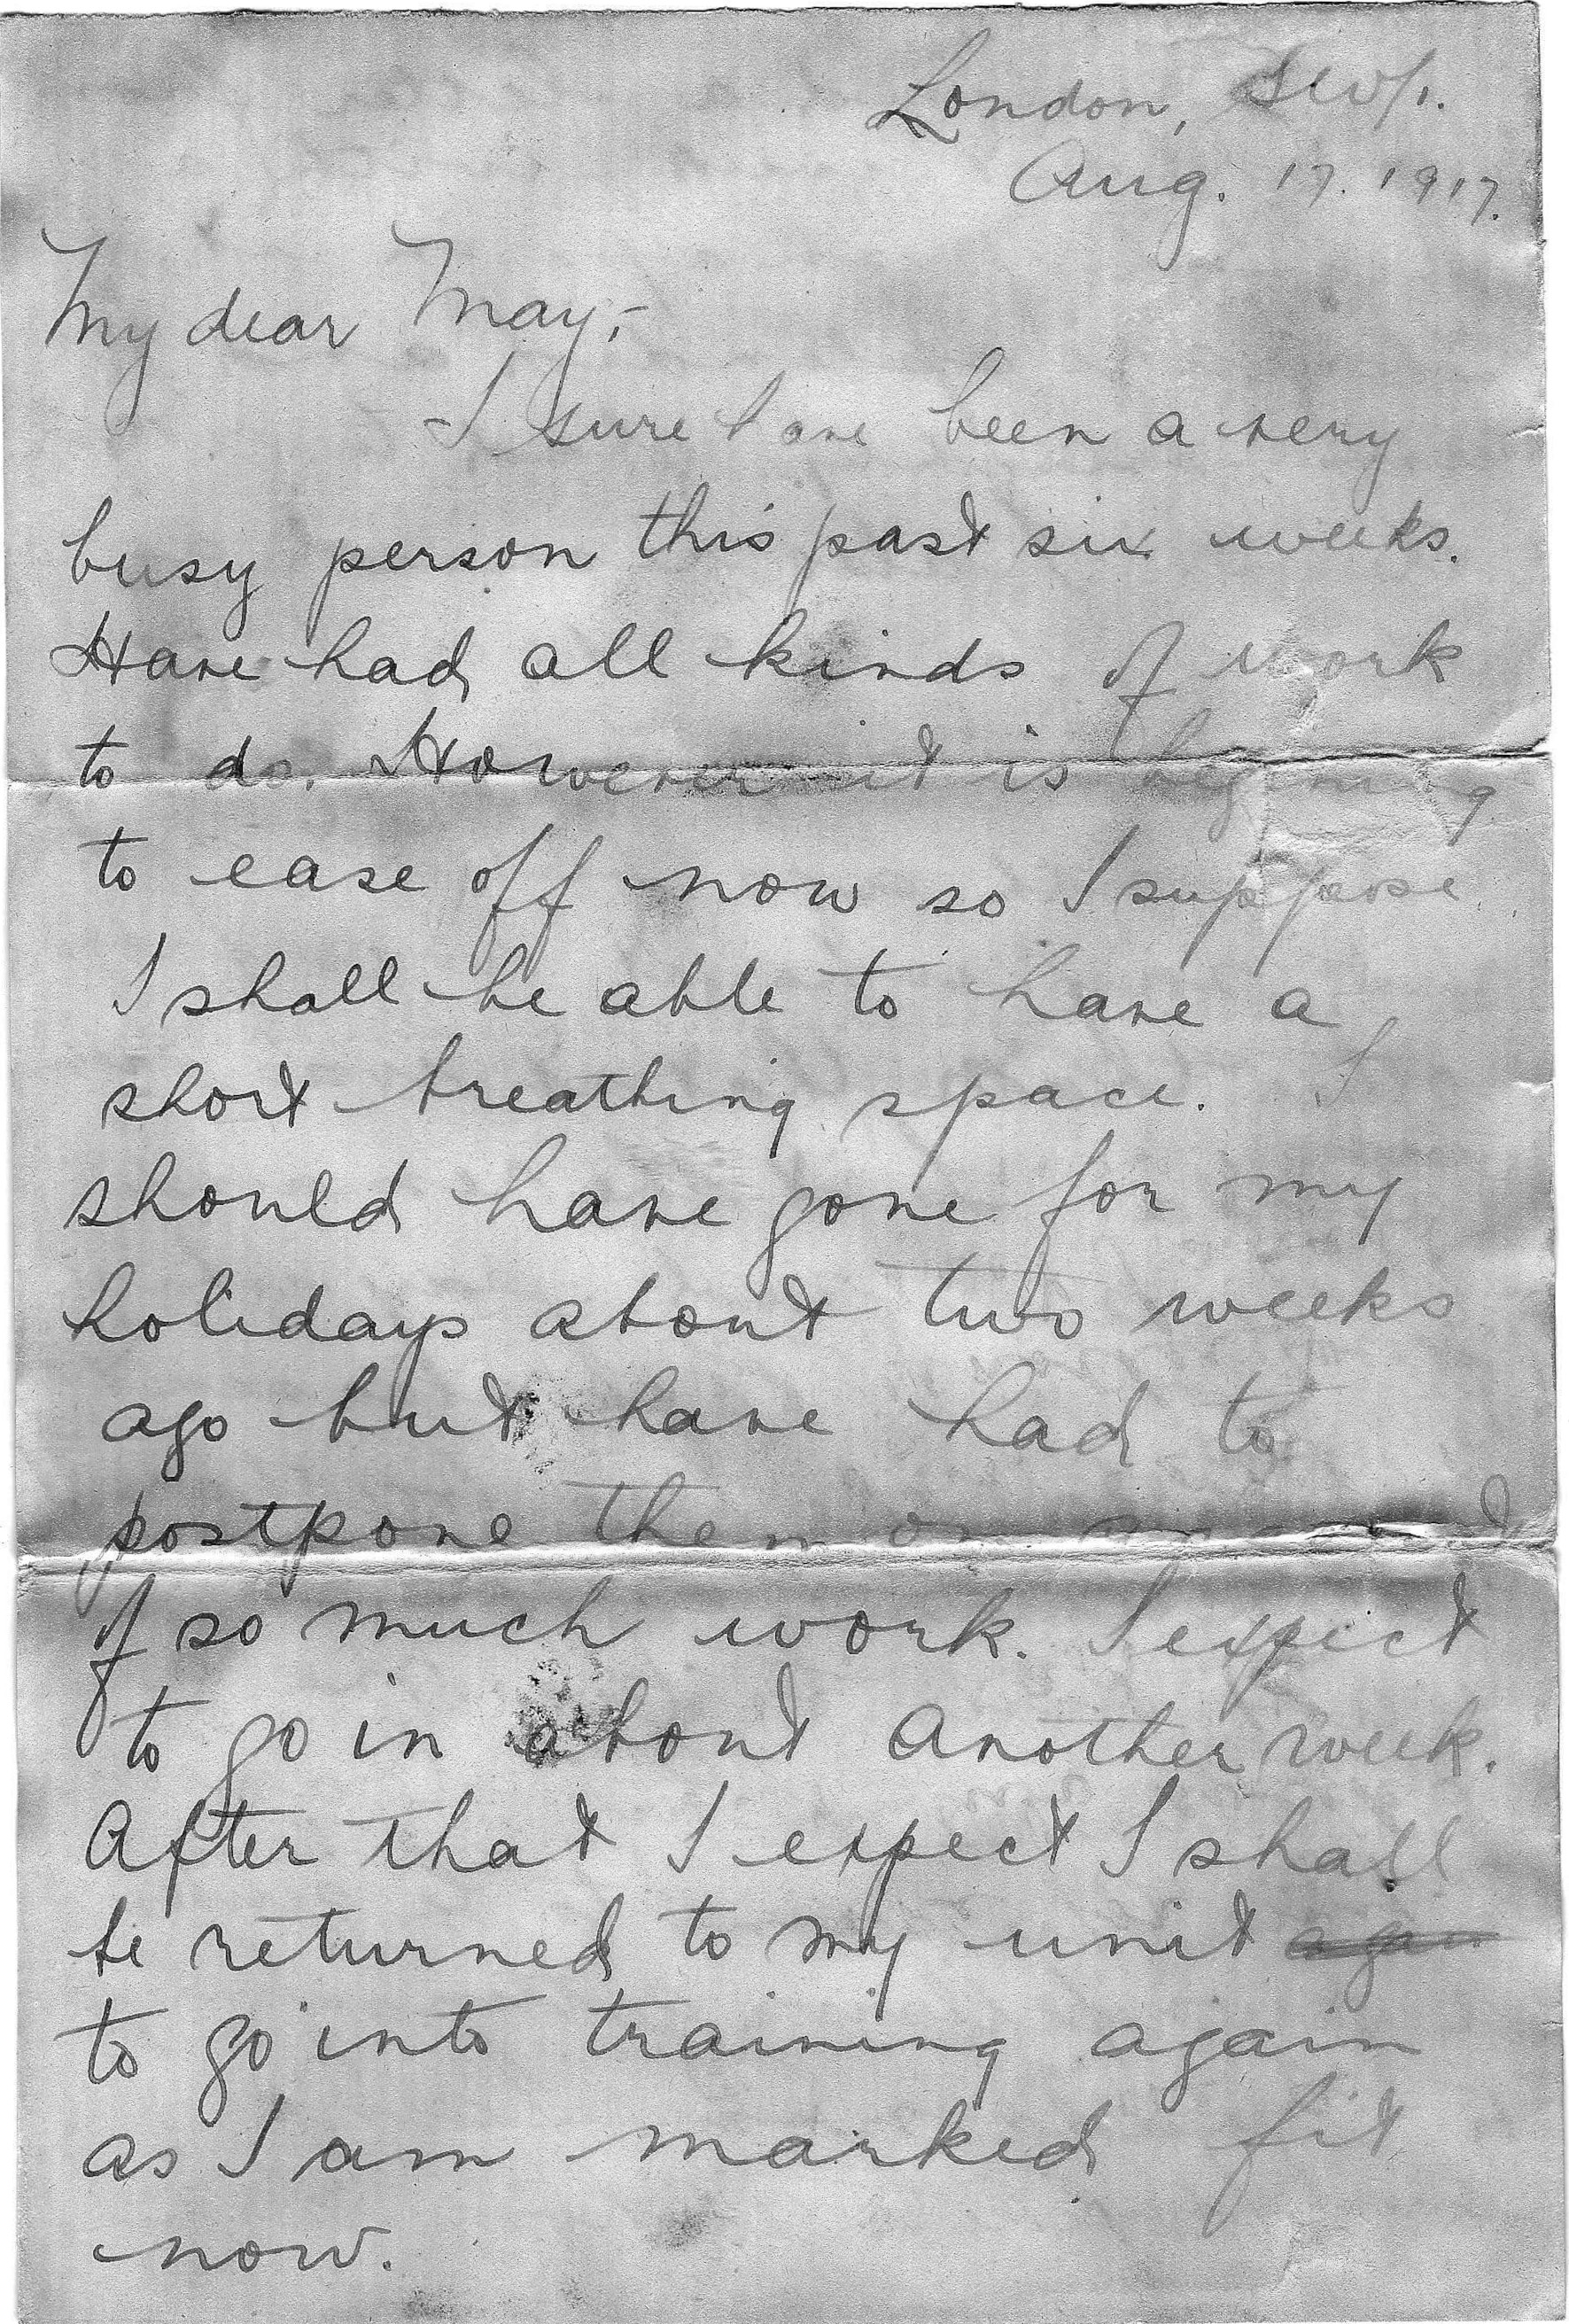 London, SW/1.
Aug. 17. 1917.
My dear May,-
I sure have been a very
busy person this past six weeks.
Have had all kinds of work
to do. However it is begining
to ease off now so I suppose
I shall be able to have a
short breathing space. I
should have gone for my
holidays about two weeks
ago but have had to
postpone them on
of so much work. I expect
to go in about another week.
After that I expect I shall
be returned to my unit again
to go into training again
as I am marked fit
now.